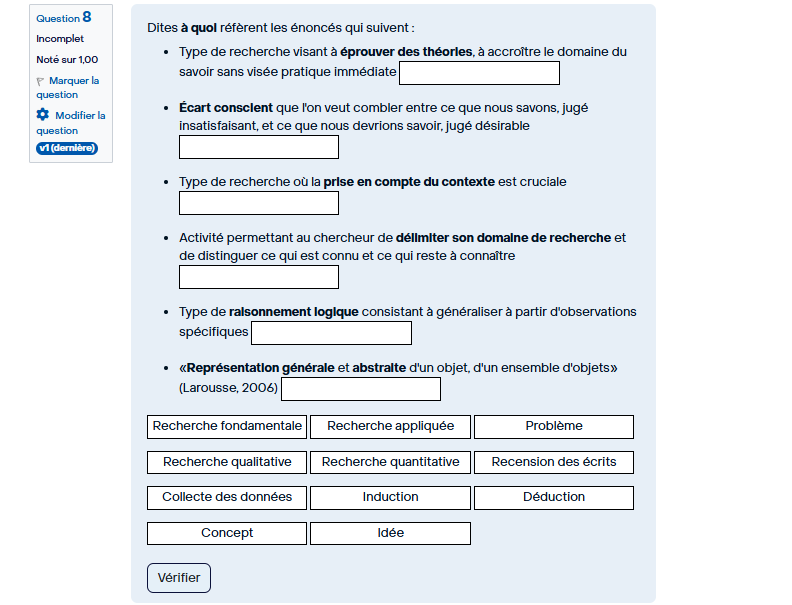 Question 8
Incomplet
Noté sur 1,00
Marquer la
question
Modifier la
question
v1 (dernière)
Dites à quoi réfèrent les énoncés qui suivent :
• Type de recherche visant à éprouver des théories, à accroître le domaine du
savoir sans visée pratique immédiate
• Écart conscient que l'on veut combler entre ce que nous savons, jugé
insatisfaisant, et ce que nous devrions savoir, jugé désirable
• Type de recherche où la prise en compte du contexte est cruciale
• Activité permettant au chercheur de délimiter son domaine de recherche et
de distinguer ce qui est connu et ce qui reste à connaître
• Type de raisonnement logique consistant à généraliser à partir d'observations
spécifiques
• «Représentation générale et abstraite d'un objet, d'un ensemble d'objets»
(Larousse, 2006)
Recherche fondamentale Recherche appliquée Problème
Recherche qualitative Recherche quantitative Recension des écrits
Collecte des données Induction Déduction
Concept Idée
Vérifier